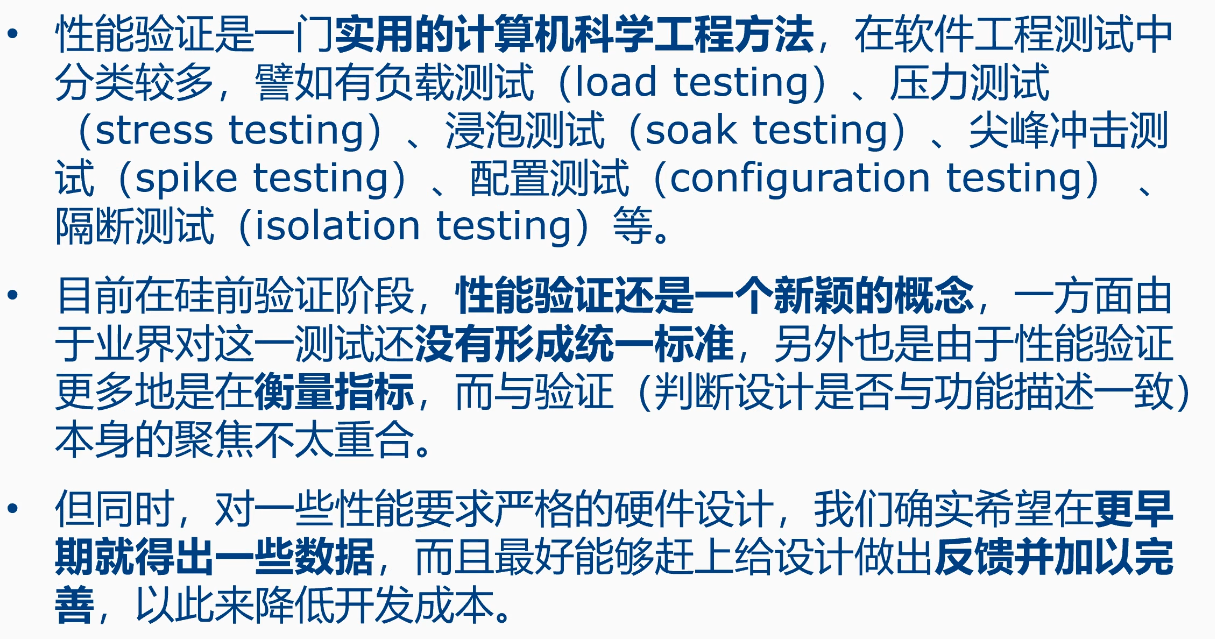 • 性能验证是一门实用的计算机科学工程方法，在软件工程测试中
分类较多，譬如有负载测试（load testing）、压力测试
（stress testing）、浸泡测试（soak testing）、尖峰冲击测
试（spike testing）、配置测试（configuration testing） 、
隔断测试（isolation testing）等。
• 目前在硅前验证阶段，性能验证还是一个新颖的概念，一方面由
于业界对这一测试还没有形成统一标准，另外也是由于性能验证
更多地是在衡量指标，而与验证（判断设计是否与功能描述一致）
本身的聚焦不太重合。
• 但同时，对一些性能要求严格的硬件设计，我们确实希望在更早
期就得出一些数据，而且最好能够赶上给设计做出反馈并加以完
善，以此来降低开发成本。